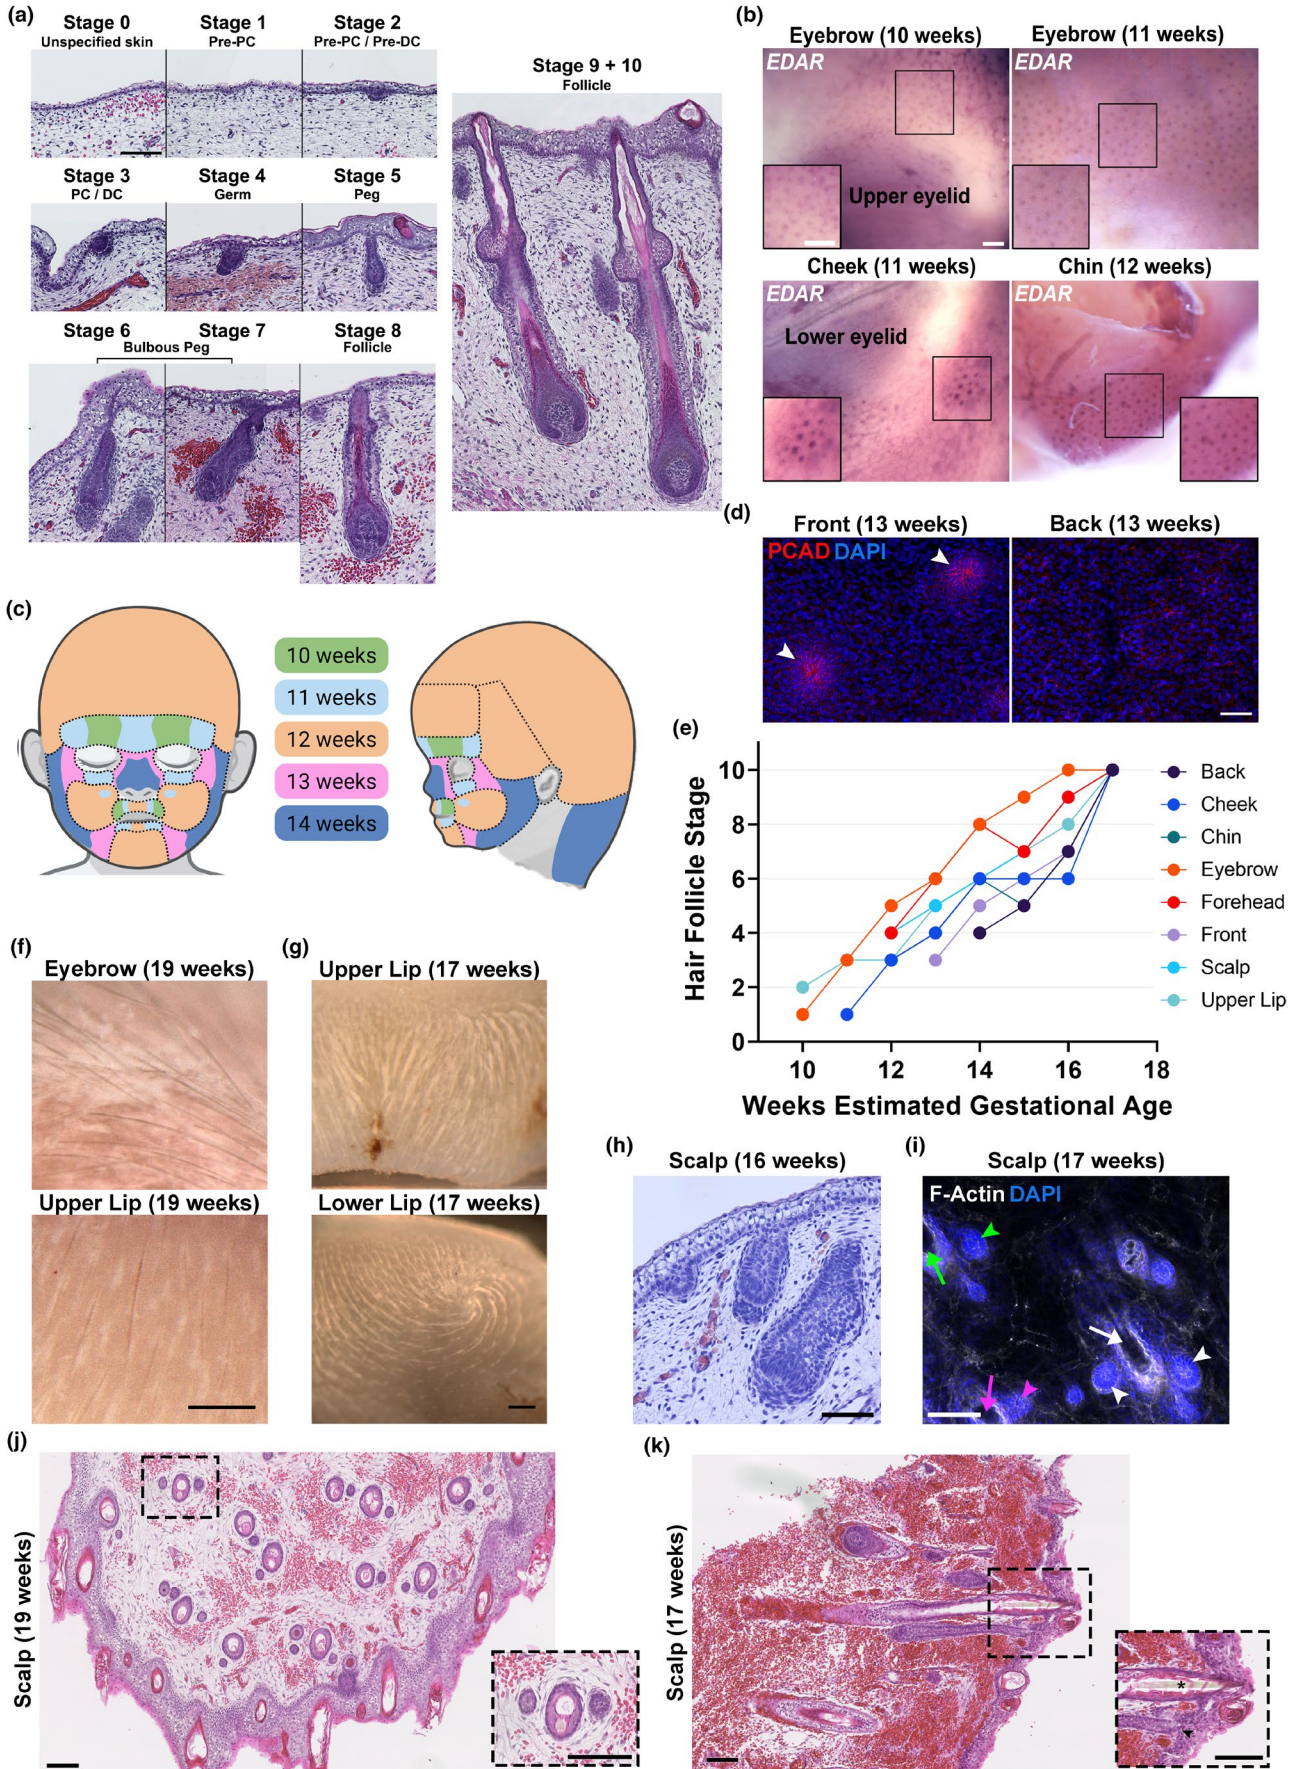 (a)
Stage 0
Unspecified skin
Stage 1
Pre-PC
Stage 2
Pre-PC / Pre-DC
Stage 3
PC / DC
Stage 4
Germ
Stage 5
Peg
Stage 6
Stage 7
Bulbous Peg
Stage 8
Follicle
Stage 9 + 10
Follicle
(b)
Eyebrow (10 weeks)
EDAR
Upper eyelid
Eyebrow (11 weeks)
EDAR
Cheek (11 weeks)
EDAR
Lower eyelid
Chin (12 weeks)
EDAR
(c)
10 weeks
11 weeks
12 weeks
13 weeks
14 weeks
(d)
Front (13 weeks)
PCAD DAPI
Back (13 weeks)
(e)
Hair Follicle Stage
10
8
6
4
2
0
10
12
14
16
18
Weeks Estimated Gestational Age
Back
Cheek
Chin
Eyebrow
Forehead
Front
Scalp
Upper Lip
(f)
Eyebrow (19 weeks)
Upper Lip (19 weeks)
(g)
Upper Lip (17 weeks)
Lower Lip (17 weeks)
(h)
Scalp (16 weeks)
(i)
Scalp (17 weeks)
F-Actin DAPI
(j)
Scalp (19 weeks)
(k)
Scalp (17 weeks)
*